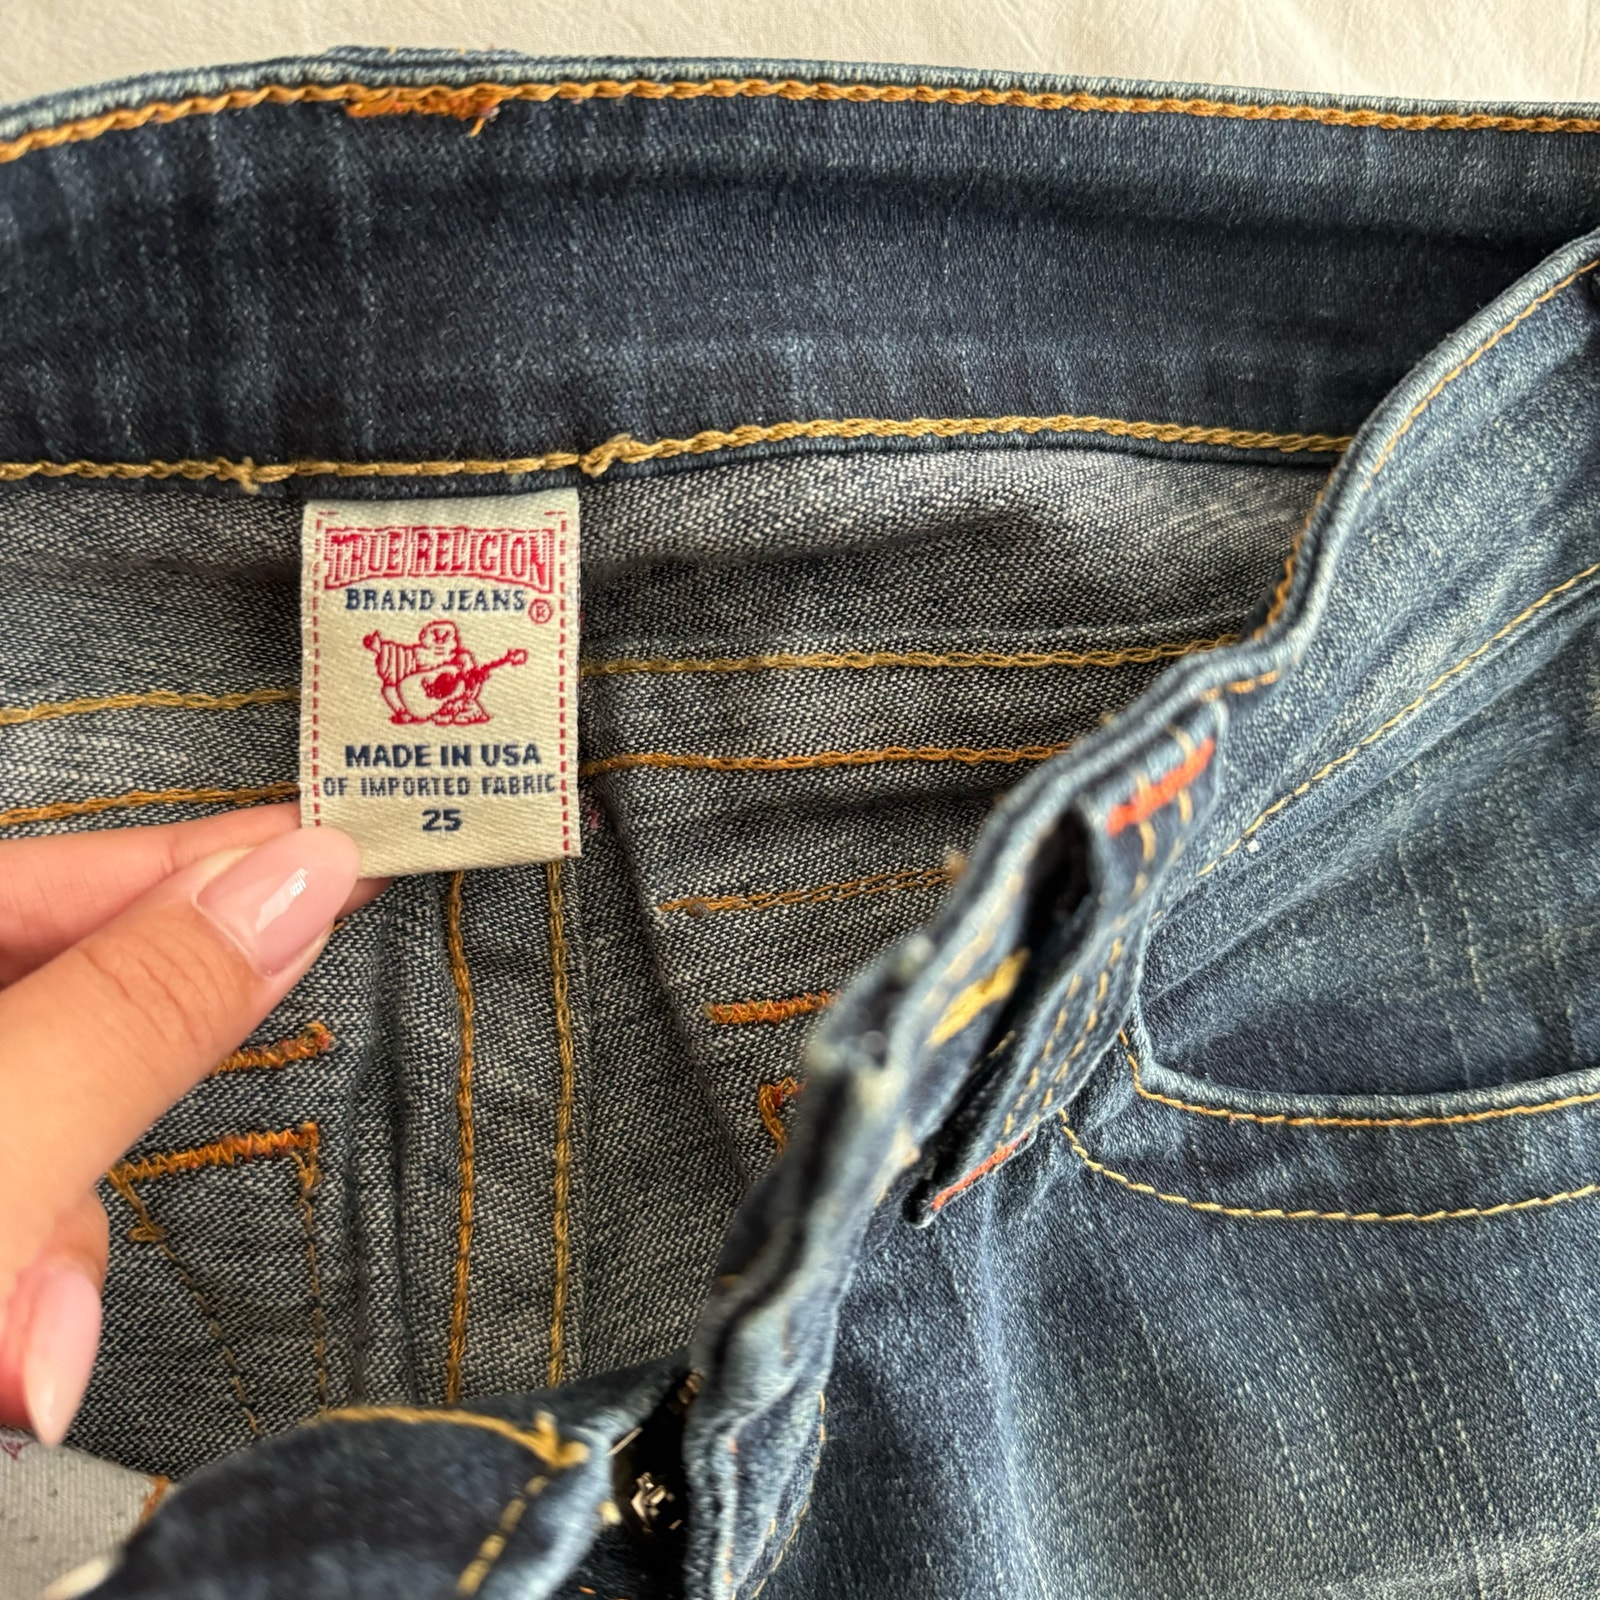 TRUE RELIGION
BRAND JEANS®
MADE IN USA
OF IMPORTED FABRIC
25